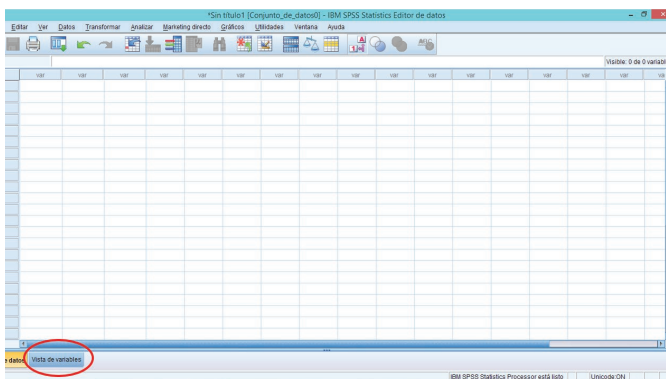 *Sin título1 [Conjunto_de_datos0] - IBM SPSS Statistics Editor de datos
Editar Ver Datos Transformar Analizar Marketing directo Gráficos Utilidades Ventana Ayuda
Visible: 0 de 0 variabl
var var var var var var var var var var var var var var var va
e datos Vista de variables
IBM SPSS Statistics Processor está listo Unicode:ON